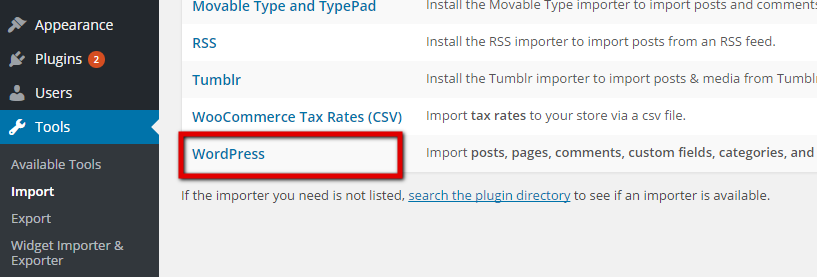 Appearance
Plugins 2
Users
Tools
Available Tools
Import
Export
Widget Importer &
Exporter
Movable Type and TypePad Install the Movable Type importer to import posts and comments
RSS Install the RSS importer to import posts from an RSS feed.
Tumblr Install the Tumblr importer to import posts & media from Tumblr
WooCommerce Tax Rates (CSV) Import tax rates to your store via a csv file.
WordPress Import posts, pages, comments, custom fields, categories, and
If the importer you need is not listed, search the plugin directory to see if an importer is available.